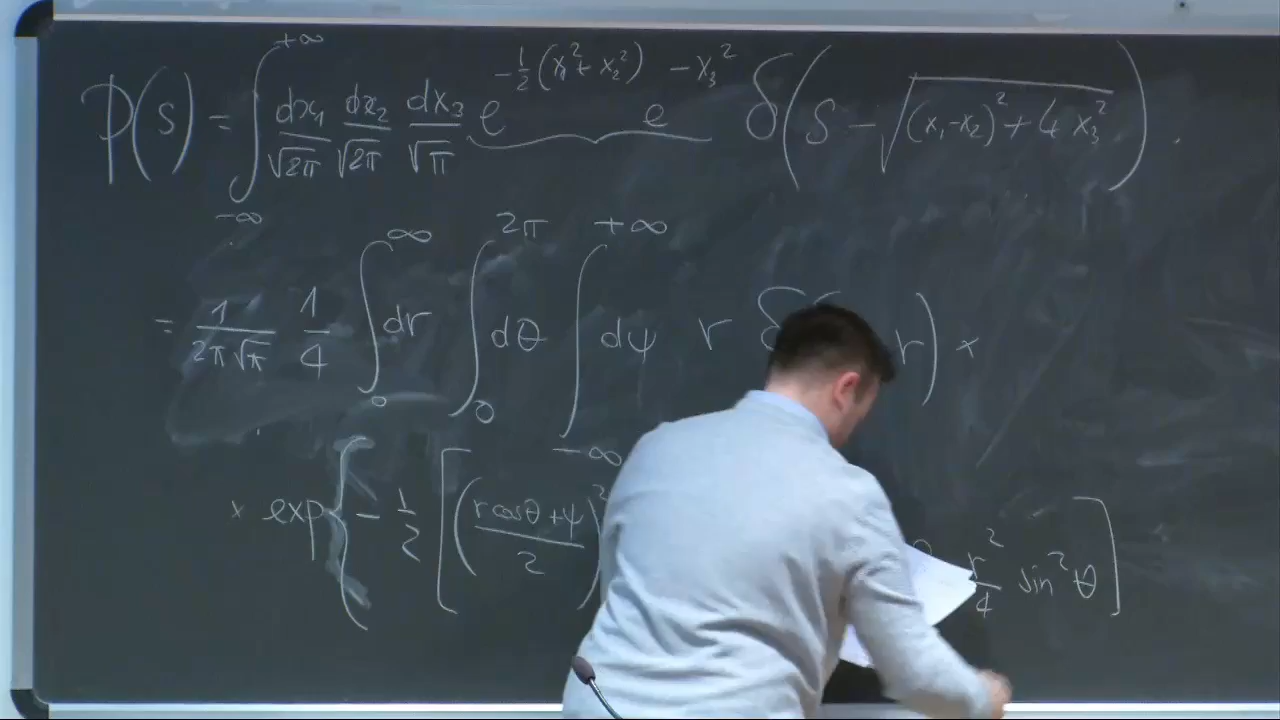 p(s) = ∫_{-∞}^{+∞} dx₁/√2π dx₂/√2π dx₃/√π e^{-½(x₁²+x₂²)} e^{-x₃²} δ(s - √((x₁-x₂)²+4x₃²)).
= 1/(2π√π) 1/4 ∫_0^∞ dr ∫_0^{2π} dθ ∫_{-∞}^{+∞} dψ r δ( r) ×
× exp{ -½ [ ((r cosθ+ψ)/2)² r²/4 sin²θ ]